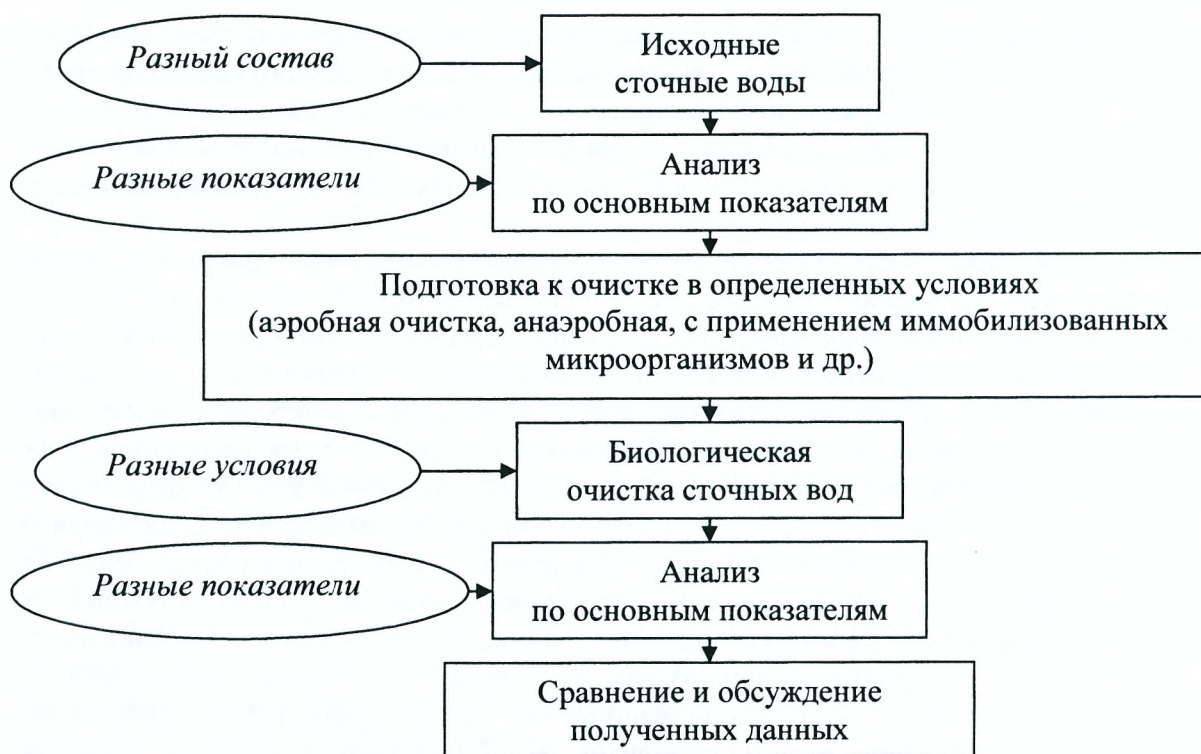 Разный состав
Исходные
сточные воды
Разные показатели
Анализ
по основным показателям
Подготовка к очистке в определенных условиях
(аэробная очистка, анаэробная, с применением иммобилизованных
микроорганизмов и др.)
Разные условия
Биологическая
очистка сточных вод
Разные показатели
Анализ
по основным показателям
Сравнение и обсуждение
полученных данных